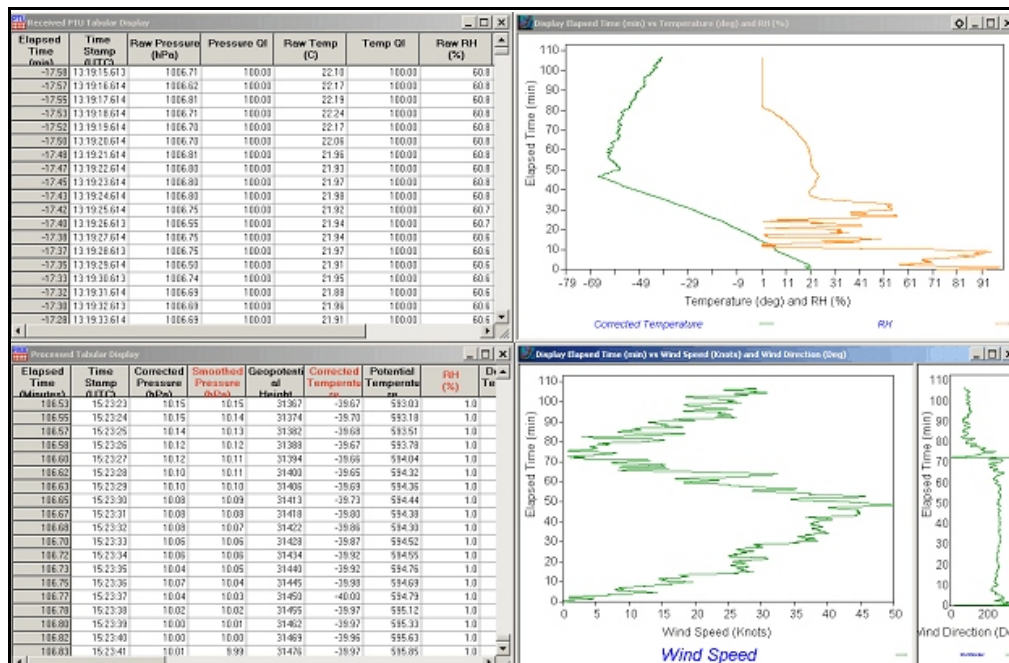 Received PTU Tabular Display
Elapsed Time (min) Time Stamp (UTC) Raw Pressure (hPa) Pressure QI Raw Temp (C) Temp QI Raw RH (%)
-17.58 13:19:15.613 1006.71 100.00 22.10 100.00 60.8
-17.57 13:19:16.614 1006.62 100.00 22.17 100.00 60.8
-17.55 13:19:17.614 1006.81 100.00 22.19 100.00 60.8
-17.53 13:19:18.614 1006.71 100.00 22.24 100.00 60.8
-17.52 13:19:19.614 1006.70 100.00 22.17 100.00 60.8
-17.50 13:19:20.614 1006.70 100.00 22.06 100.00 60.8
-17.48 13:19:21.614 1006.81 100.00 21.96 100.00 60.8
-17.47 13:19:22.614 1006.80 100.00 21.93 100.00 60.8
-17.45 13:19:23.614 1006.80 100.00 21.97 100.00 60.8
-17.43 13:19:24.614 1006.80 100.00 21.98 100.00 60.8
-17.42 13:19:25.614 1006.75 100.00 21.92 100.00 60.7
-17.40 13:19:26.613 1006.55 100.00 21.94 100.00 60.7
-17.38 13:19:27.614 1006.75 100.00 21.94 100.00 60.6
-17.37 13:19:28.613 1006.75 100.00 21.97 100.00 60.6
-17.35 13:19:29.614 1006.50 100.00 21.91 100.00 60.6
-17.33 13:19:30.613 1006.74 100.00 21.95 100.00 60.6
-17.32 13:19:31.614 1006.69 100.00 21.88 100.00 60.6
-17.30 13:19:32.613 1006.69 100.00 21.96 100.00 60.6
-17.28 13:19:33.614 1006.69 100.00 21.91 100.00 60.6
Display Elapsed Time (min) vs Temperature (deg) and RH (%)
Elapsed Time (min)
110
100
90
80
70
60
50
40
30
20
10
0
-79 -69 -49 -29 -9 1 11 21 31 51 71 91
Temperature (deg) and RH (%)
Corrected Temperature RH
Processed Tabular Display
Elapsed Time (Minutes) Time Stamp (UTC) Corrected Pressure (hPa) Smoothed Pressure (hPa) Geopotenti al Height Corrected Temperatu re Potential Temperatu re RH (%)
106.53 15:23:23 10.15 10.15 31367 -39.67 593.03 1.0
106.55 15:23:24 10.15 10.14 31374 -39.70 593.18 1.0
106.57 15:23:25 10.14 10.13 31382 -39.68 593.51 1.0
106.58 15:23:26 10.12 10.12 31388 -39.67 593.78 1.0
106.60 15:23:27 10.12 10.11 31394 -39.66 594.04 1.0
106.62 15:23:28 10.10 10.11 31400 -39.65 594.32 1.0
106.63 15:23:29 10.10 10.10 31406 -39.69 594.36 1.0
106.65 15:23:30 10.08 10.09 31413 -39.73 594.44 1.0
106.67 15:23:31 10.08 10.08 31418 -39.80 594.38 1.0
106.68 15:23:32 10.08 10.07 31422 -39.86 594.30 1.0
106.70 15:23:33 10.06 10.06 31428 -39.87 594.52 1.0
106.72 15:23:34 10.06 10.06 31434 -39.92 594.55 1.0
106.73 15:23:35 10.04 10.05 31440 -39.92 594.76 1.0
106.75 15:23:36 10.07 10.04 31445 -39.98 594.69 1.0
106.77 15:23:37 10.04 10.03 31450 -40.00 594.79 1.0
106.78 15:23:38 10.02 10.02 31455 -39.97 595.12 1.0
106.80 15:23:39 10.00 10.01 31462 -39.97 595.33 1.0
106.82 15:23:40 10.00 10.00 31469 -39.96 595.63 1.0
106.83 15:23:41 10.01 9.99 31476 -39.97 595.85 1.0
Display Elapsed Time (min) vs Wind Speed (Knots) and Wind Direction (Deg)
Elapsed Time (min)
110
100
90
80
70
60
50
40
30
20
10
0
0 5 10 15 20 25 30 35 40 45 50
Wind Speed (Knots)
Wind Speed
Elapsed Time (min)
110
100
90
80
70
60
50
40
30
20
10
0
0 200
Wind Direction (De